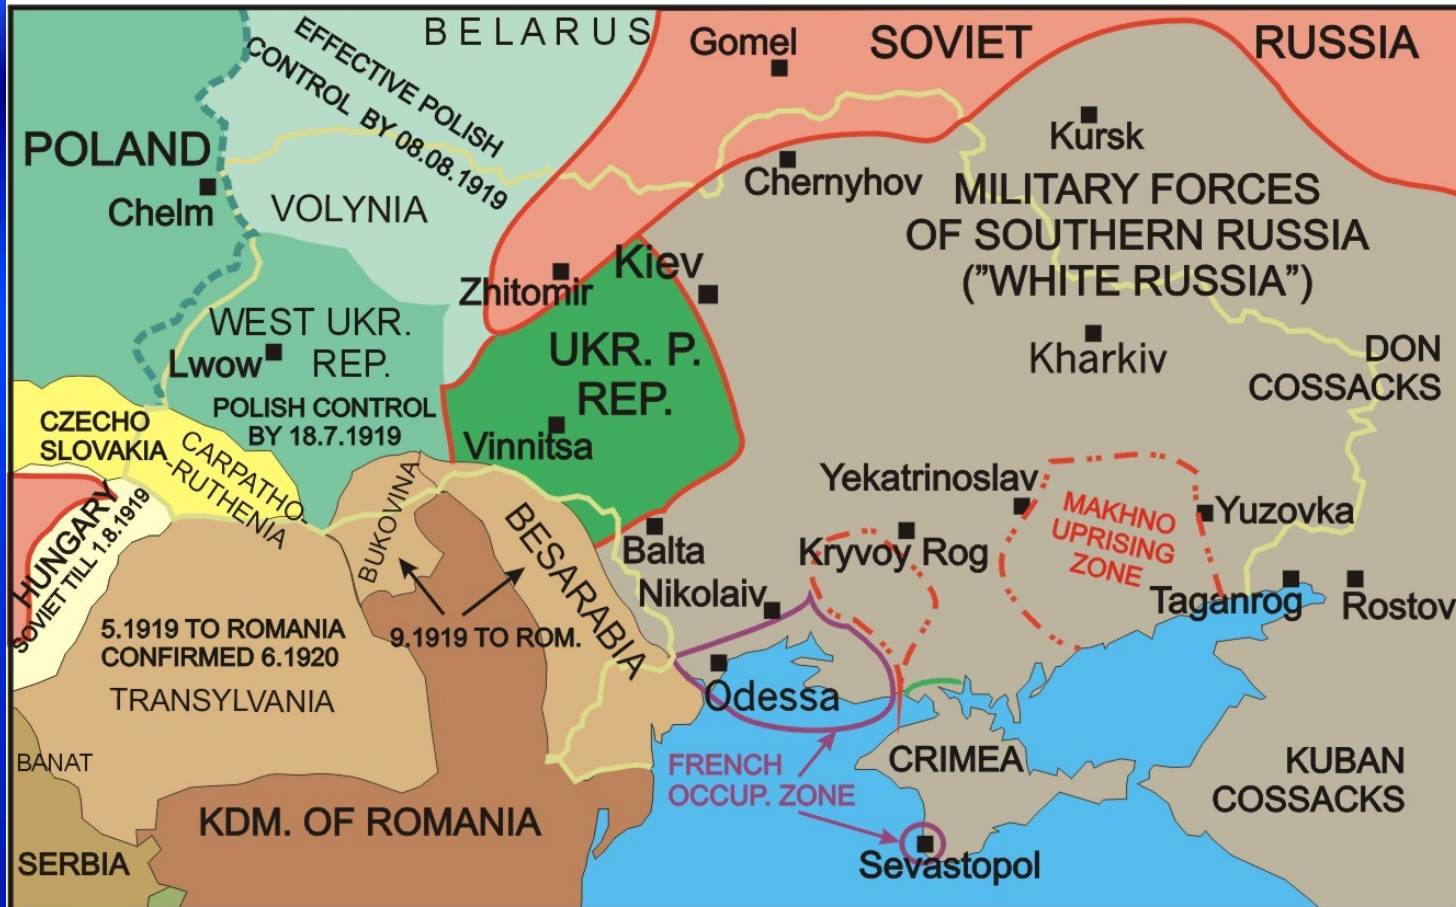 BELARUS
EFFECTIVE POLISH
CONTROL BY 08.08.1919
Gomel
SOVIET RUSSIA
POLAND
Chelm
VOLYNIA
Chernyhov
Kursk
MILITARY FORCES
OF SOUTHERN RUSSIA
("WHITE RUSSIA")
Zhitomir
Kiev
WEST UKR.
REP.
Lwow
POLISH CONTROL
BY 18.7.1919
UKR. P.
REP.
Vinnitsa
Kharkiv
DON
COSSACKS
CZECHO
SLOVAKIA
CARPATHO-
-RUTHENIA
HUNGARY
SOVIET TILL 1.8.1919
BUKOVINA
BESARABIA
9.1919 TO ROM.
5.1919 TO ROMANIA
CONFIRMED 6.1920
TRANSYLVANIA
Balta
Nikolaiv
Kryvoy Rog
Yekatrinoslav
MAKHNO
UPRISING
ZONE
Yuzovka
Taganrog
Rostov
Odessa
BANAT
SERBIA
KDM. OF ROMANIA
FRENCH
OCCUP. ZONE
CRIMEA
Sevastopol
KUBAN
COSSACKS